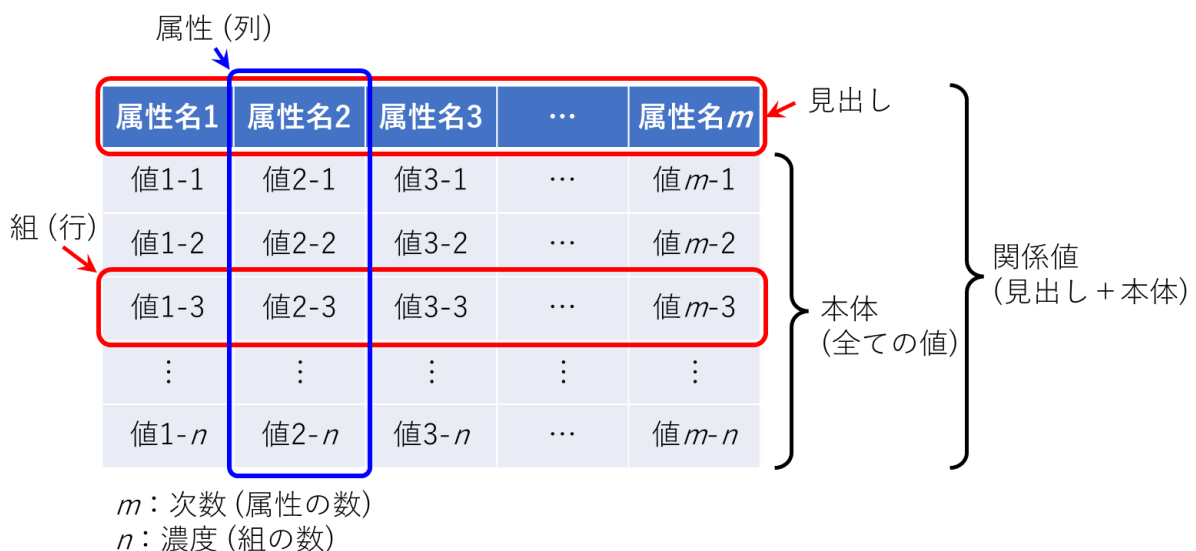 属性 (列)
見出し
属性名1 属性名2 属性名3 … 属性名m
値1-1 値2-1 値3-1 … 値m-1
組 (行)
値1-2 値2-2 値3-2 … 値m-2
値1-3 値2-3 値3-3 … 値m-3
⋮ ⋮ ⋮ ⋮ ⋮
値1-n 値2-n 値3-n … 値m-n
本体
(全ての値)
関係値
(見出し + 本体)
m:次数 (属性の数)
n:濃度 (組の数)